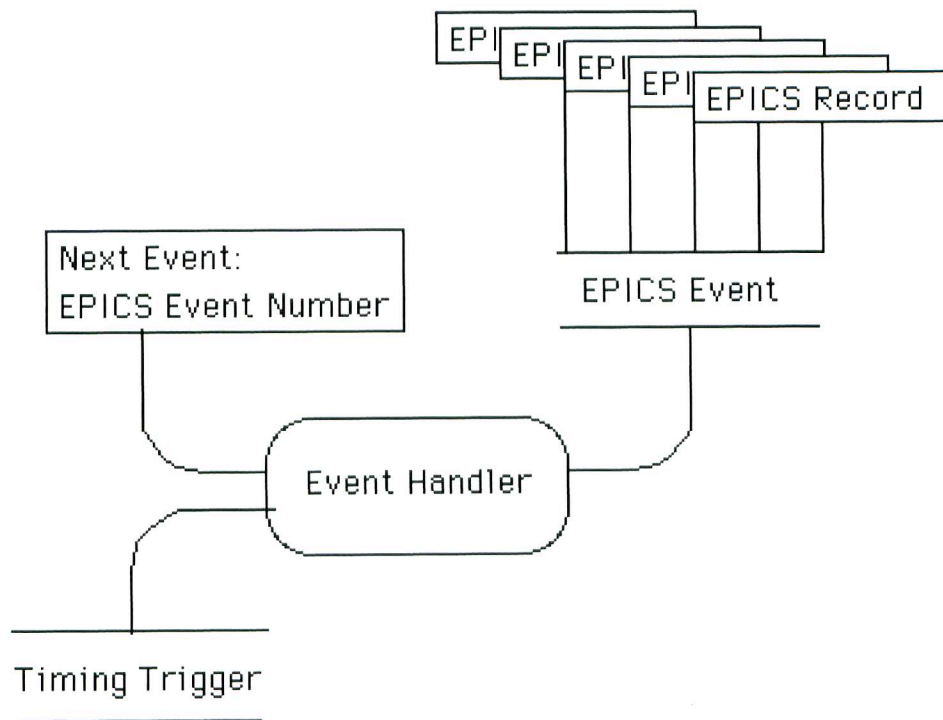 EPI
EPI
EPI
EPI
EPICS Record
Next Event:
EPICS Event Number
EPICS Event
Event Handler
Timing Trigger